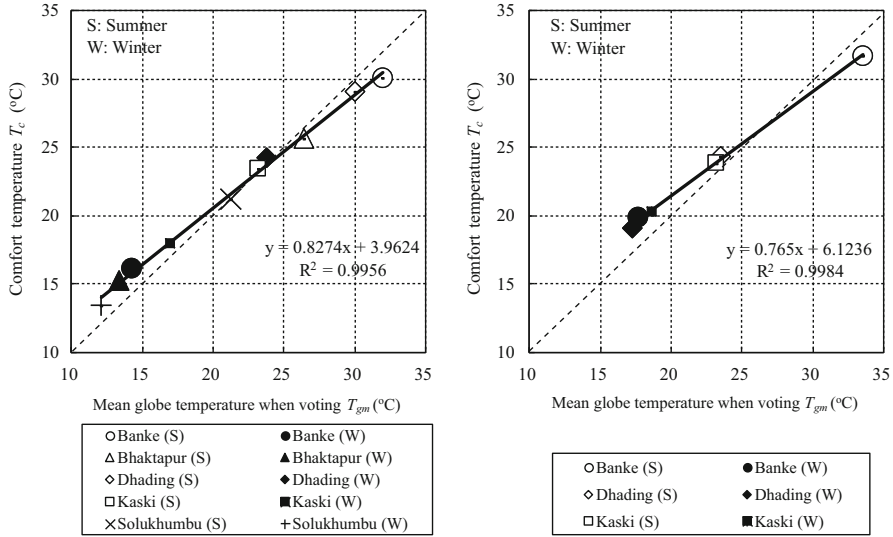 S: Summer
W: Winter
35
30
25
20
15
10
Comfort temperature Tc (oC)
y = 0.8274x + 3.9624
R2 = 0.9956
10 15 20 25 30 35
Mean globe temperature when voting Tgm (oC)
Banke (S) Banke (W)
Bhaktapur (S) Bhaktapur (W)
Dhading (S) Dhading (W)
Kaski (S) Kaski (W)
Solukhumbu (S) Solukhumbu (W)
S: Summer
W: Winter
35
30
25
20
15
10
Comfort temperature Tc (oC)
y = 0.765x + 6.1236
R2 = 0.9984
10 15 20 25 30 35
Mean globe temperature when voting Tgm (oC)
Banke (S) Banke (W)
Dhading (S) Dhading (W)
Kaski (S) Kaski (W)